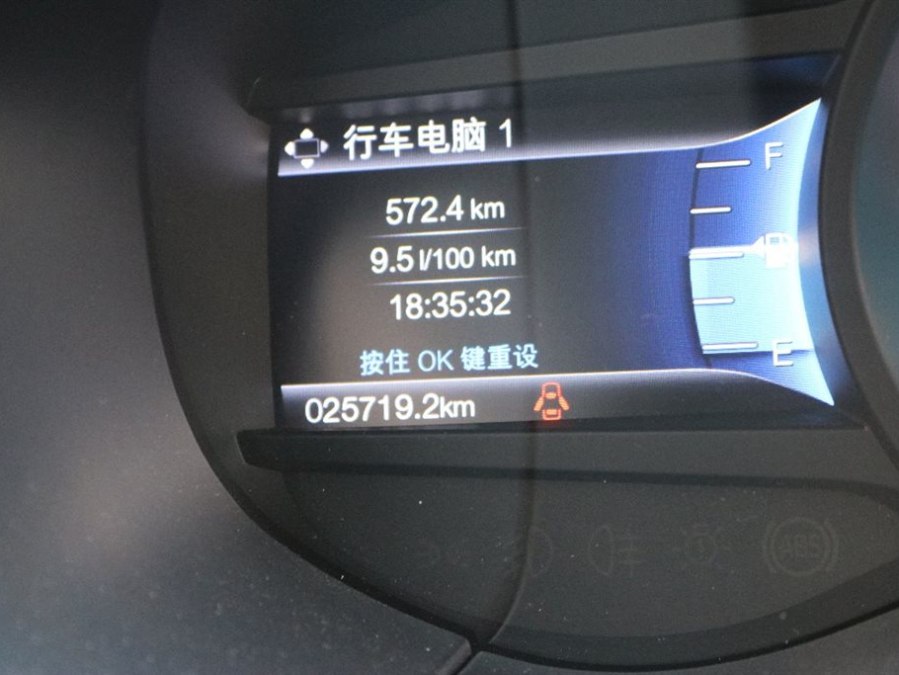 行车电脑 1
F
572.4 km
9.5 l/100 km
18:35:32
E
按住 OK 键重设
025719.2km
ABS